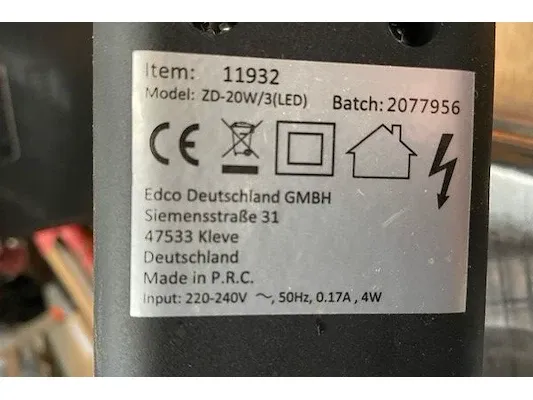 Item: 11932
Model: ZD-20W/3(LED) Batch: 2077956
CE
Edco Deutschland GMBH
Siemensstraße 31
47533 Kleve
Deutschland
Made in P.R.C.
Input: 220-240V ～, 50Hz, 0.17A , 4W